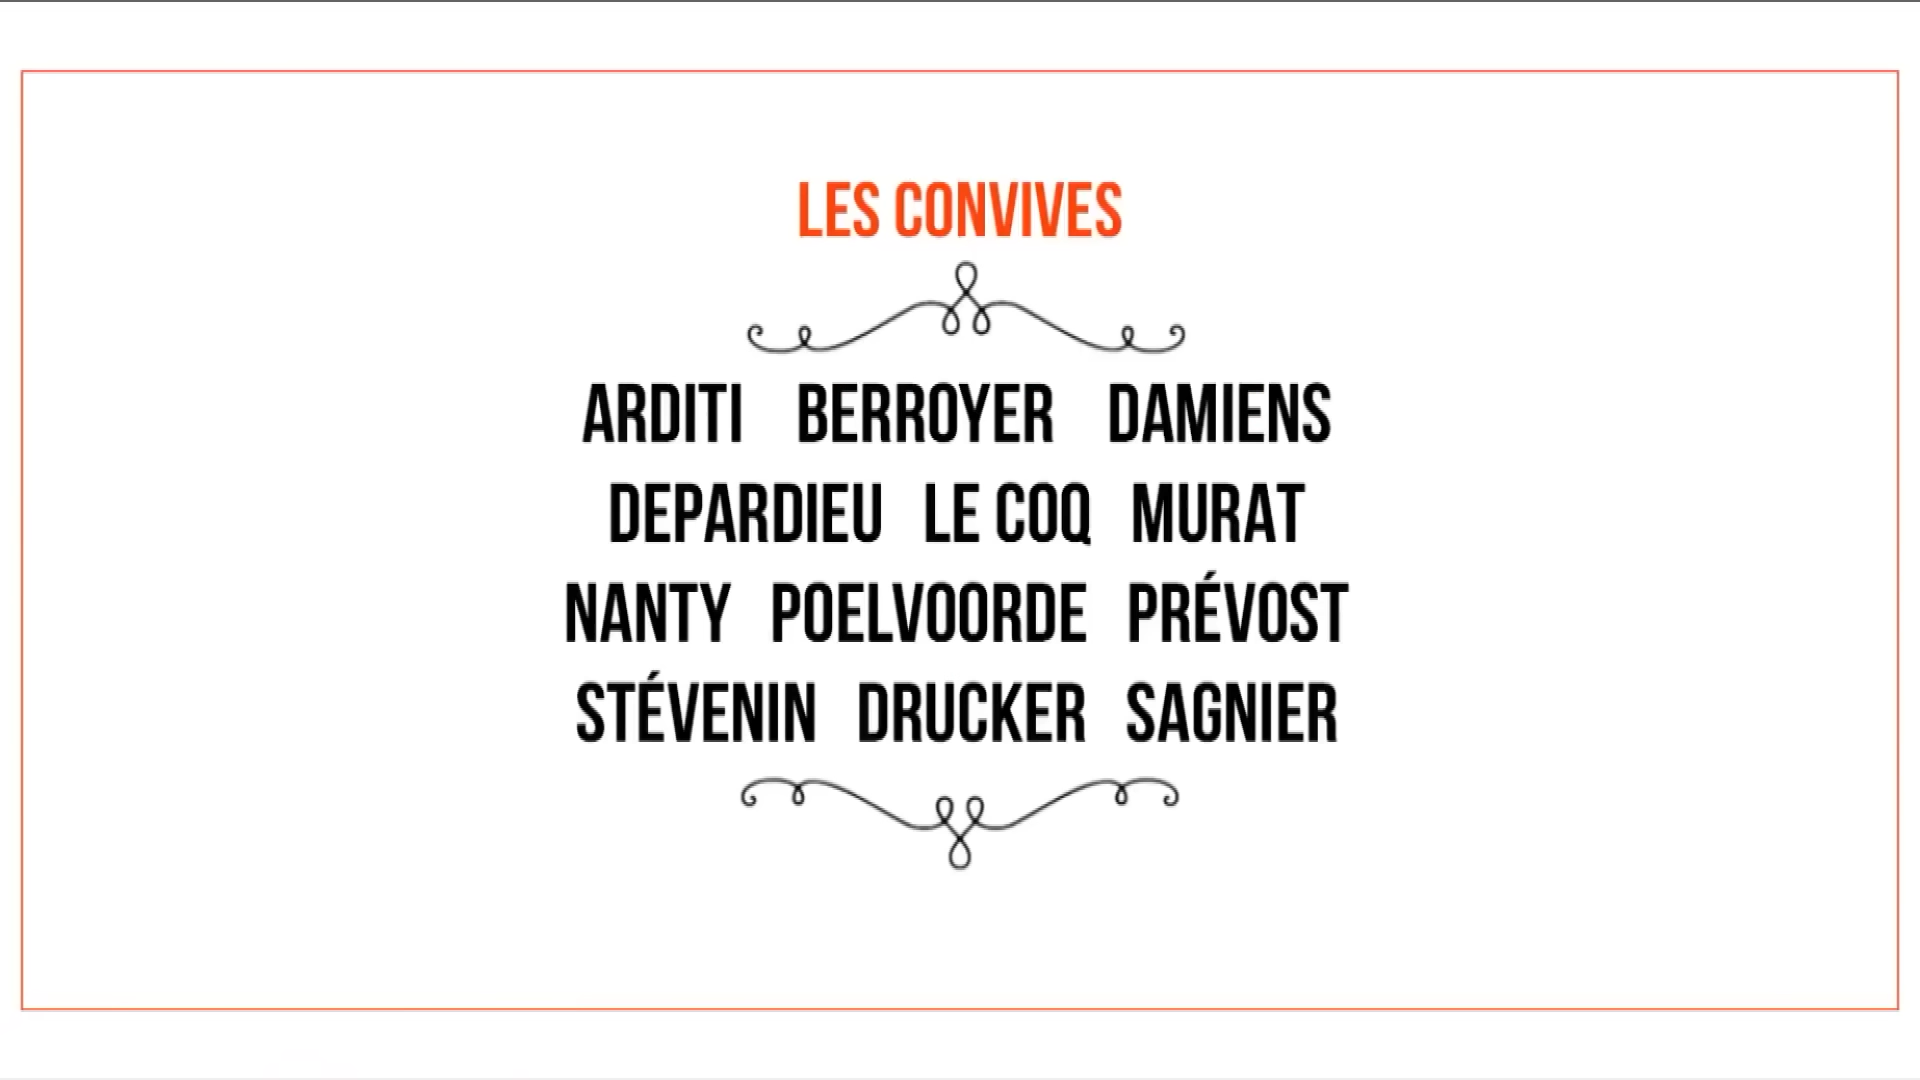 LES CONVIVES
ARDITI BERROYER DAMIENS
DEPARDIEU LE COQ MURAT
NANTY POELVOORDE PRÉVOST
STÉVENIN DRUCKER SAGNIER